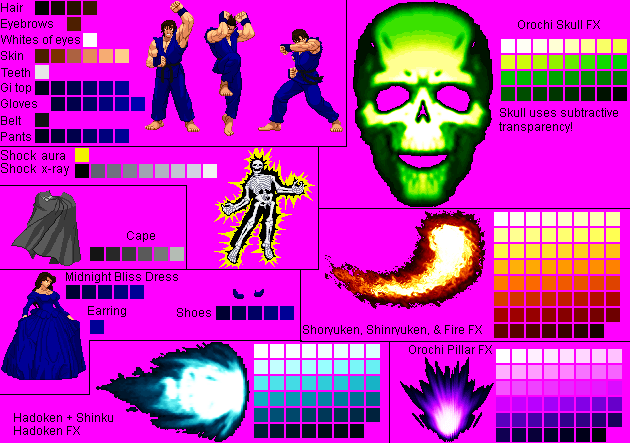 Hair
Eyebrows
Whites of eyes
Skin
Teeth
Gi top
Gloves
Belt
Pants
Orochi Skull FX
Skull uses subtractive
transparency!
Shock aura
Shock x-ray
Cape
Midnight Bliss Dress
Earring
Shoes
Shoryuken, Shinryuken, & Fire FX
Hadoken + Shinku
Hadoken FX
Orochi Pillar FX